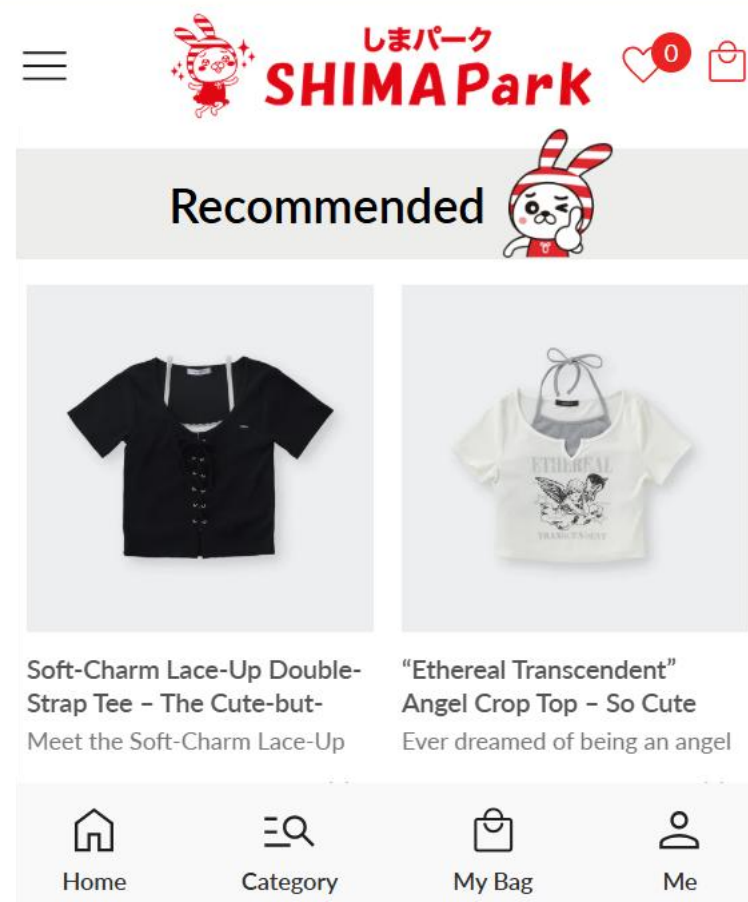 しまパーク
SHIMAPark
0
Recommended
ETHEREAL
TRANSCENDENT
Soft-Charm Lace-Up Double-
Strap Tee – The Cute-but-
Meet the Soft-Charm Lace-Up
“Ethereal Transcendent”
Angel Crop Top – So Cute
Ever dreamed of being an angel
Home
Category
My Bag
Me